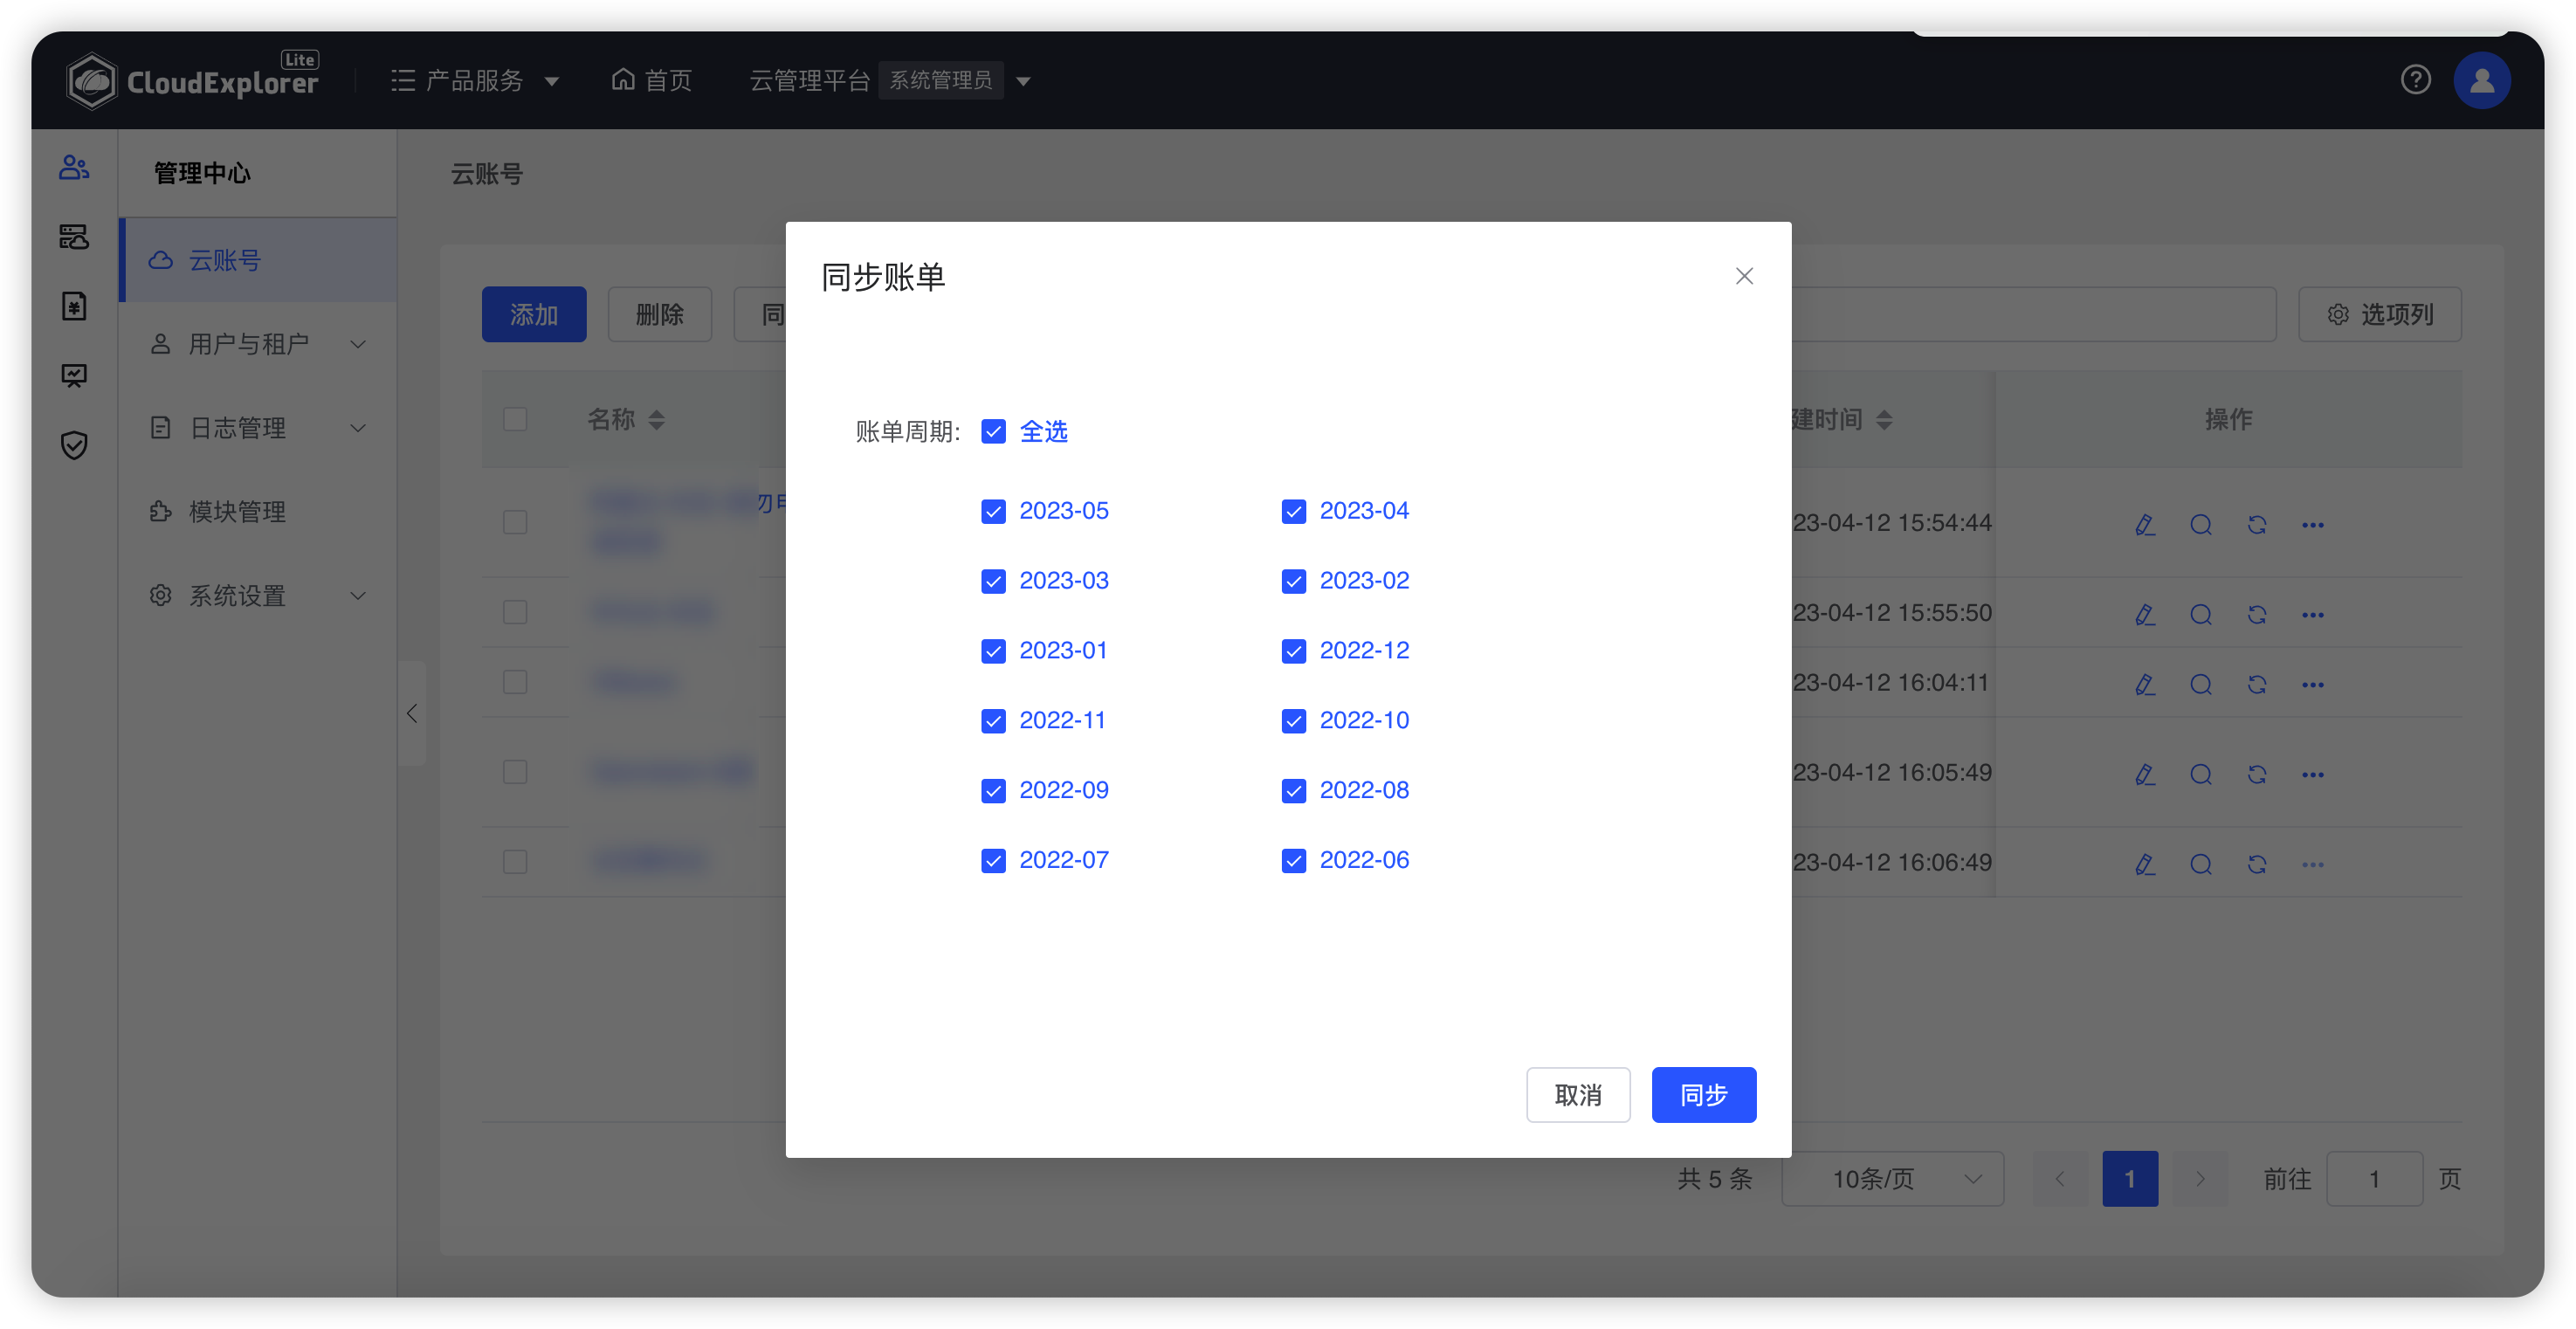 CloudExplorer Lite
产品服务
首页
云管理平台 系统管理员
管理中心
云账号
用户与租户
日志管理
模块管理
系统设置
云账号
添加 删除 同
选项列
名称
建时间
操作
23-04-12 15:54:44
23-04-12 15:55:50
23-04-12 16:04:11
23-04-12 16:05:49
23-04-12 16:06:49
同步账单
账单周期: 全选
2023-05 2023-04
2023-03 2023-02
2023-01 2022-12
2022-11 2022-10
2022-09 2022-08
2022-07 2022-06
取消 同步
共 5 条 10条/页 1 前往 1 页